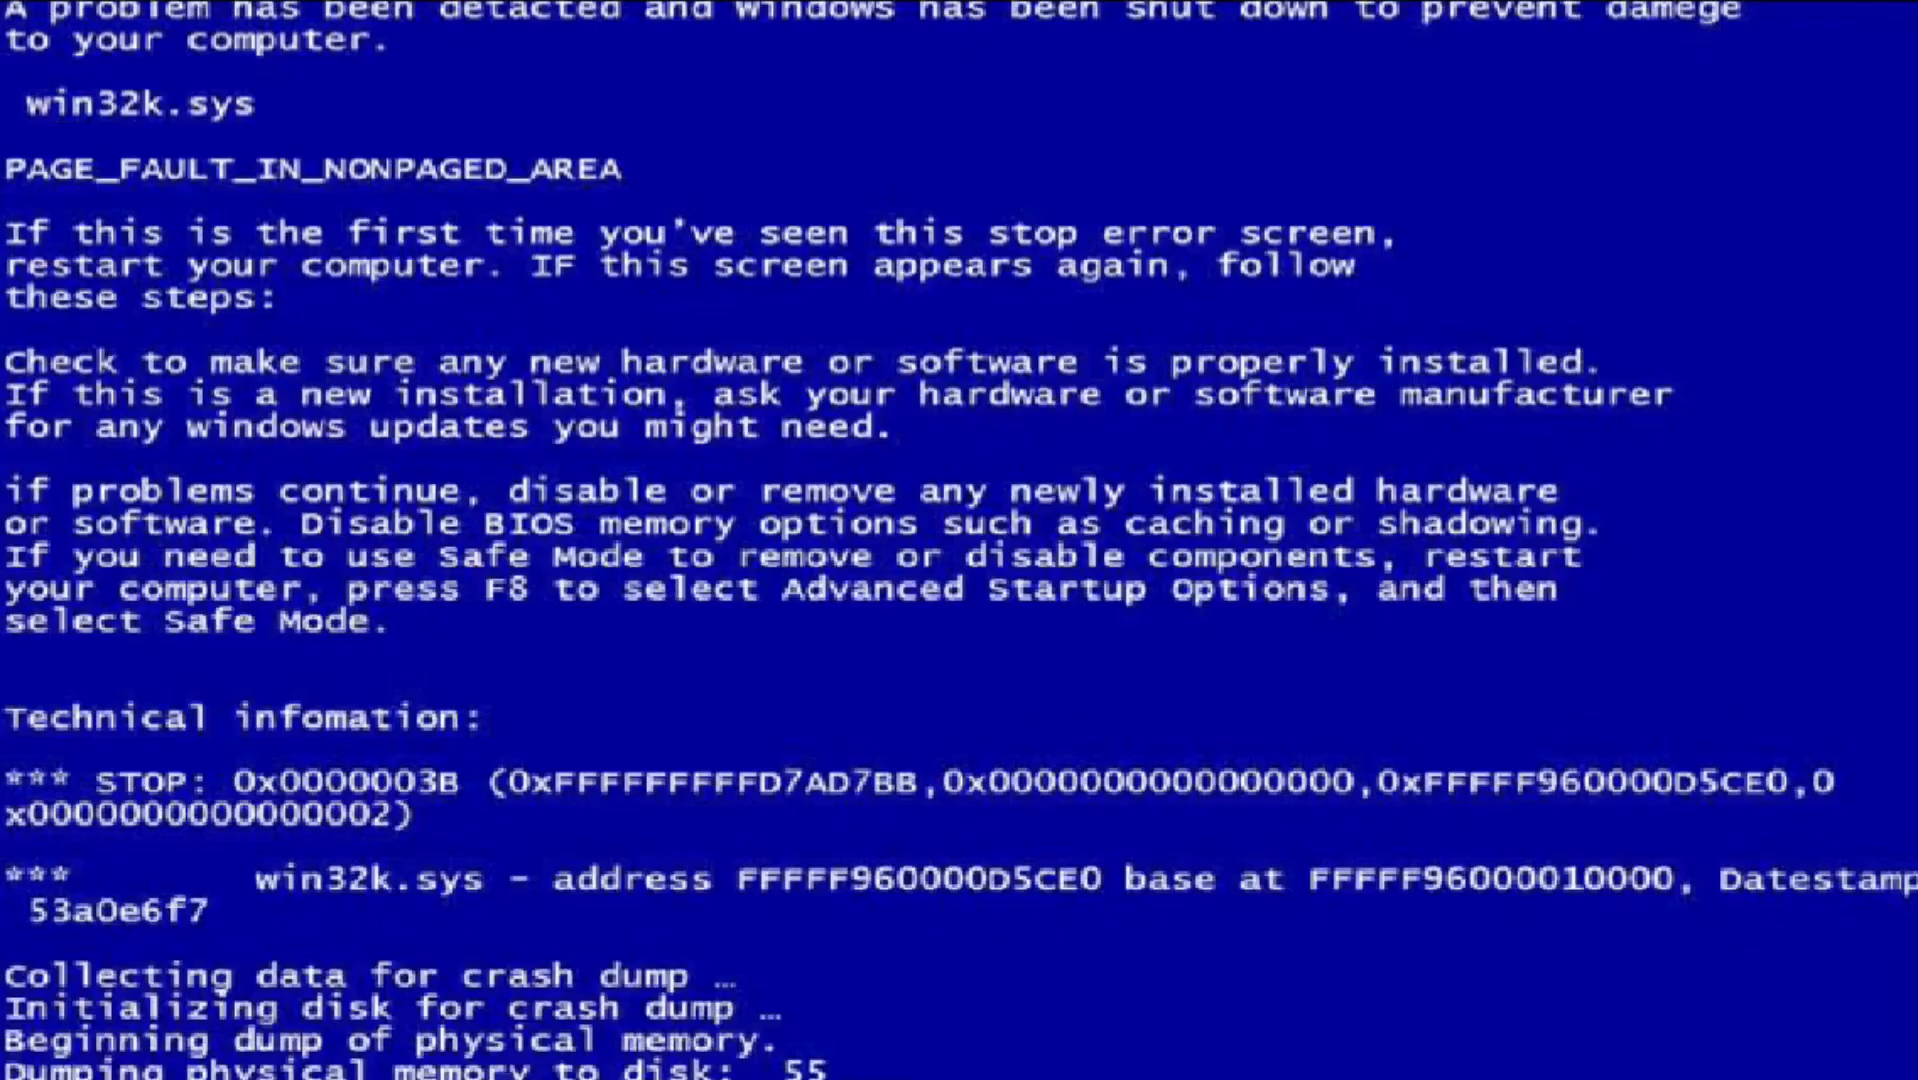 A problem has been detacted and windows has been shut down to prevent damege
to your computer.
win32k.sys
PAGE_FAULT_IN_NONPAGED_AREA
If this is the first time you've seen this stop error screen,
restart your computer. IF this screen appears again, follow
these steps:
Check to make sure any new hardware or software is properly installed.
If this is a new installation, ask your hardware or software manufacturer
for any windows updates you might need.
if problems continue, disable or remove any newly installed hardware
or software. Disable BIOS memory options such as caching or shadowing.
If you need to use Safe Mode to remove or disable components, restart
your computer, press F8 to select Advanced Startup Options, and then
select Safe Mode.
Technical infomation:
*** STOP: 0x0000003B (0xFFFFFFFFFD7AD7BB,0x0000000000000000,0xFFFFF960000D5CE0,0
x0000000000000002)
*** win32k.sys - address FFFFF960000D5CE0 base at FFFFF96000010000, Datestamp
53a0e6f7
Collecting data for crash dump ...
Initializing disk for crash dump ...
Beginning dump of physical memory.
Dumping physical memory to disk: 55